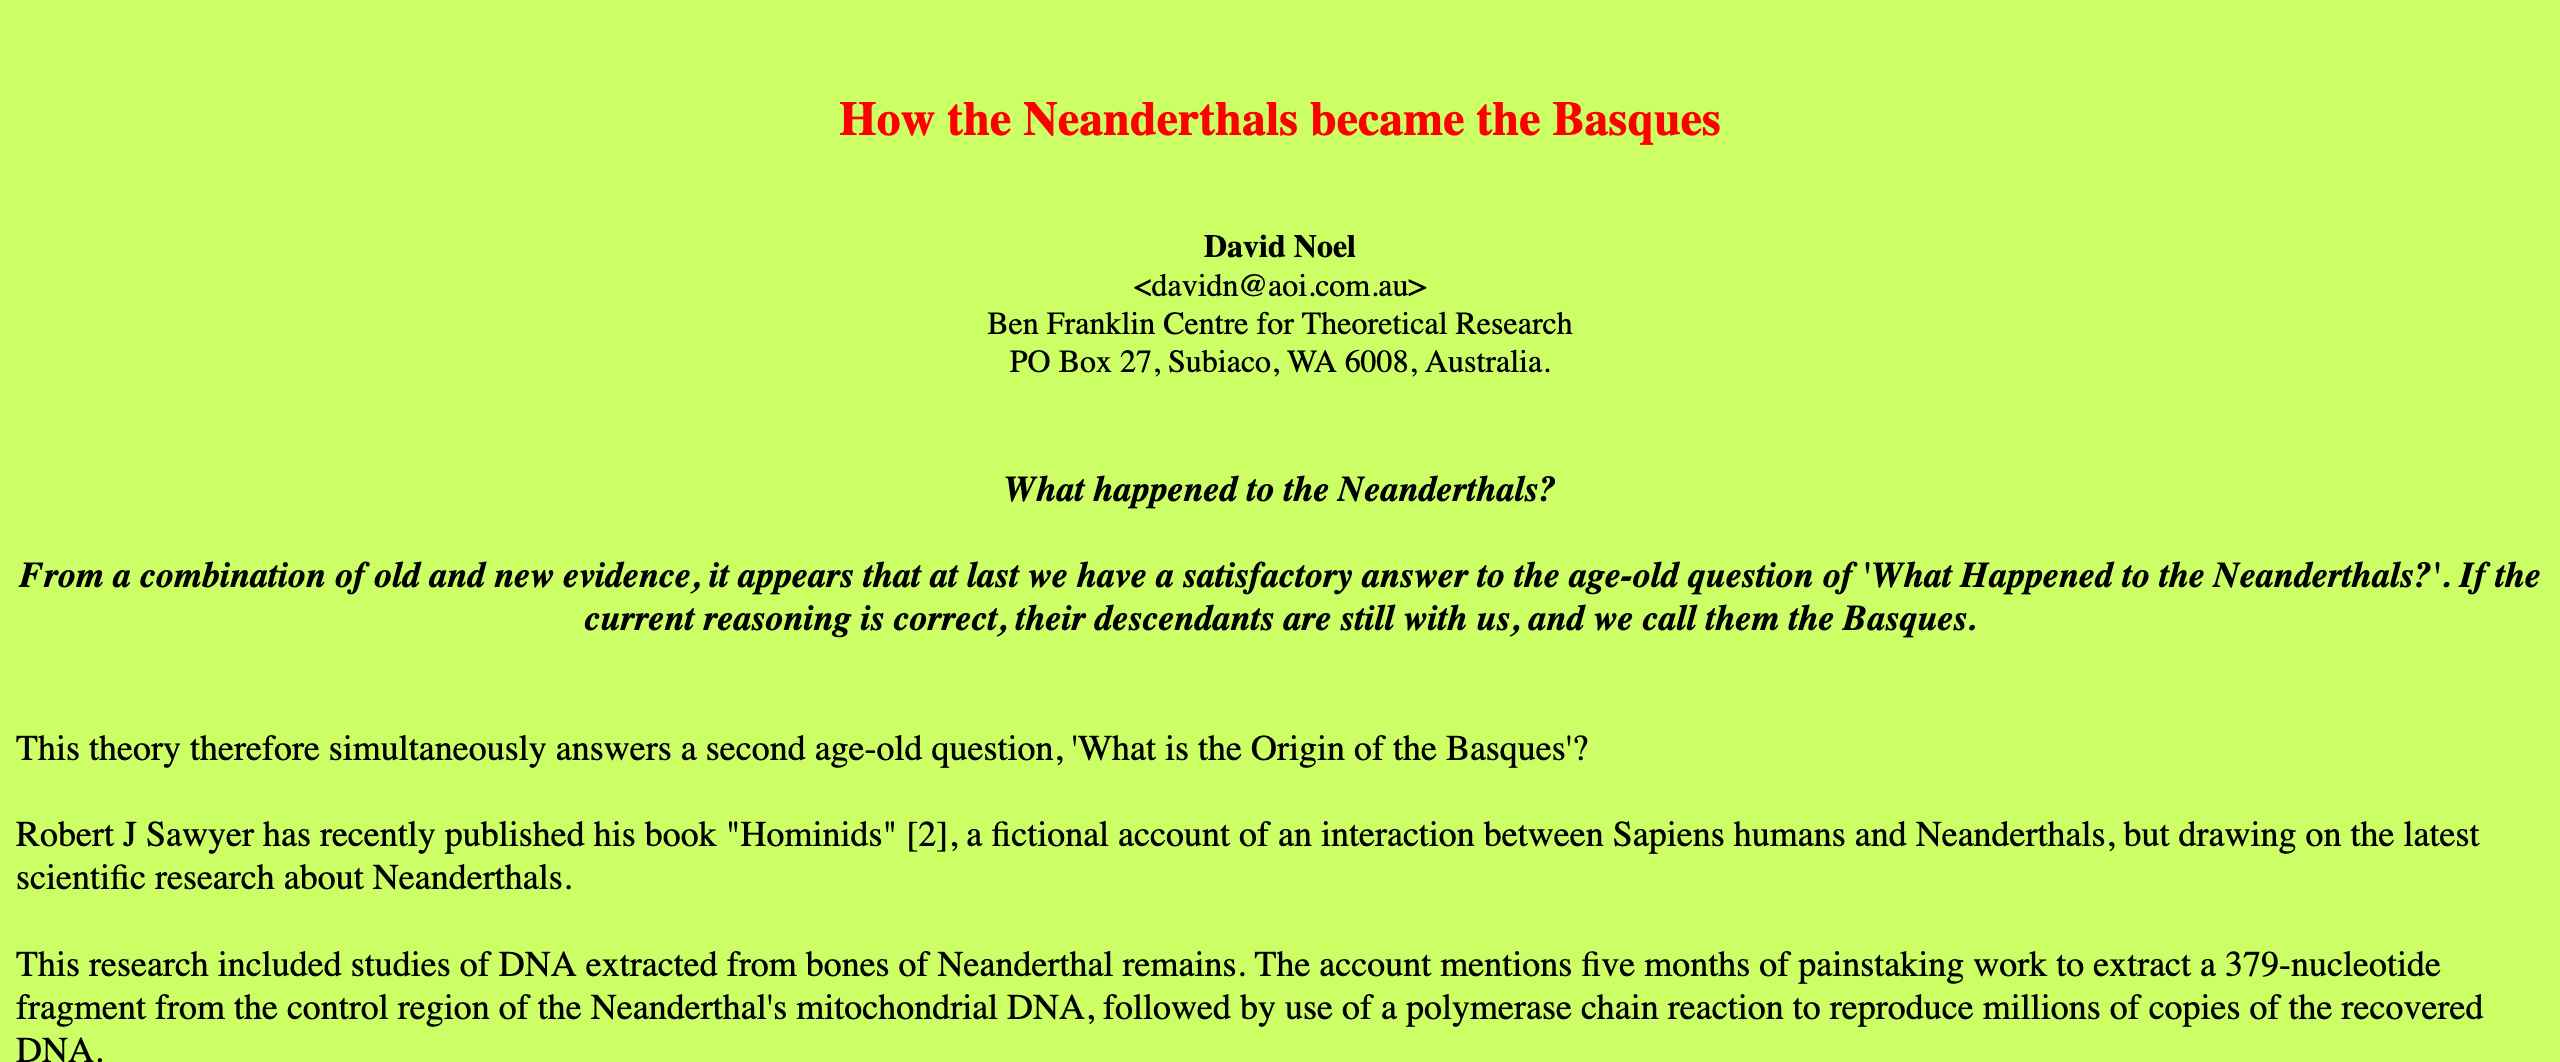 How the Neanderthals became the Basques
David Noel
<davidn@aoi.com.au>
Ben Franklin Centre for Theoretical Research
PO Box 27, Subiaco, WA 6008, Australia.
What happened to the Neanderthals?
From a combination of old and new evidence, it appears that at last we have a satisfactory answer to the age-old question of 'What Happened to the Neanderthals?'. If the
current reasoning is correct, their descendants are still with us, and we call them the Basques.
This theory therefore simultaneously answers a second age-old question, 'What is the Origin of the Basques'?
Robert J Sawyer has recently published his book "Hominids" [2], a fictional account of an interaction between Sapiens humans and Neanderthals, but drawing on the latest
scientific research about Neanderthals.
This research included studies of DNA extracted from bones of Neanderthal remains. The account mentions five months of painstaking work to extract a 379-nucleotide
fragment from the control region of the Neanderthal's mitochondrial DNA, followed by use of a polymerase chain reaction to reproduce millions of copies of the recovered
DNA.